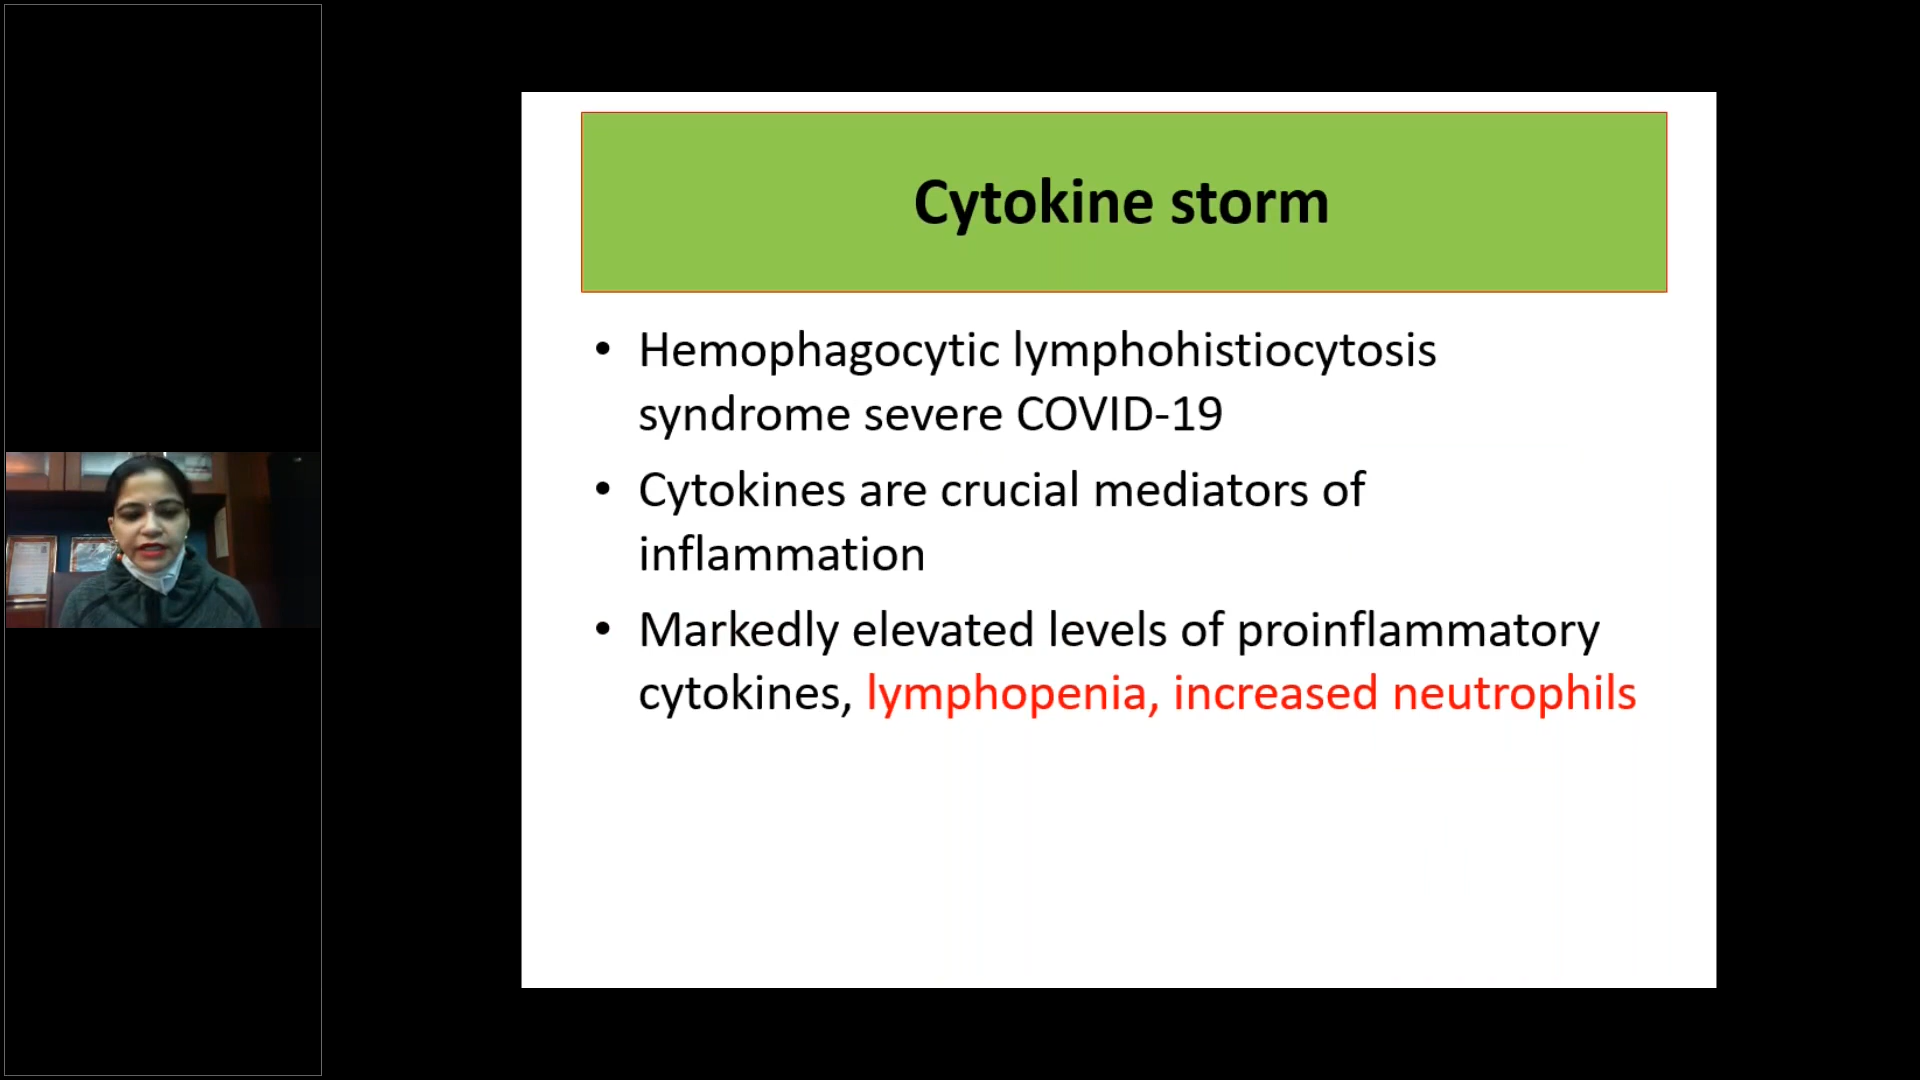 Cytokine storm
• Hemophagocytic lymphohistiocytosis
syndrome severe COVID-19
• Cytokines are crucial mediators of
inflammation
• Markedly elevated levels of proinflammatory
cytokines, lymphopenia, increased neutrophils